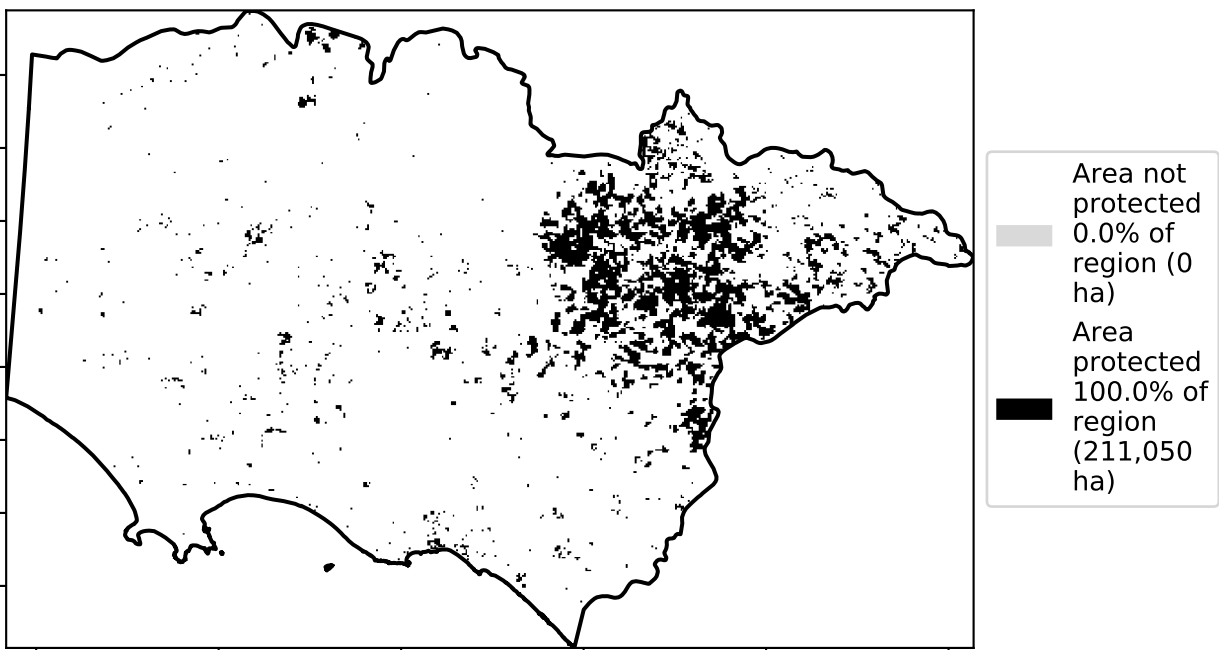 Area not
protected
0.0% of
region (0
ha)
Area
protected
100.0% of
region
(211,050
ha)